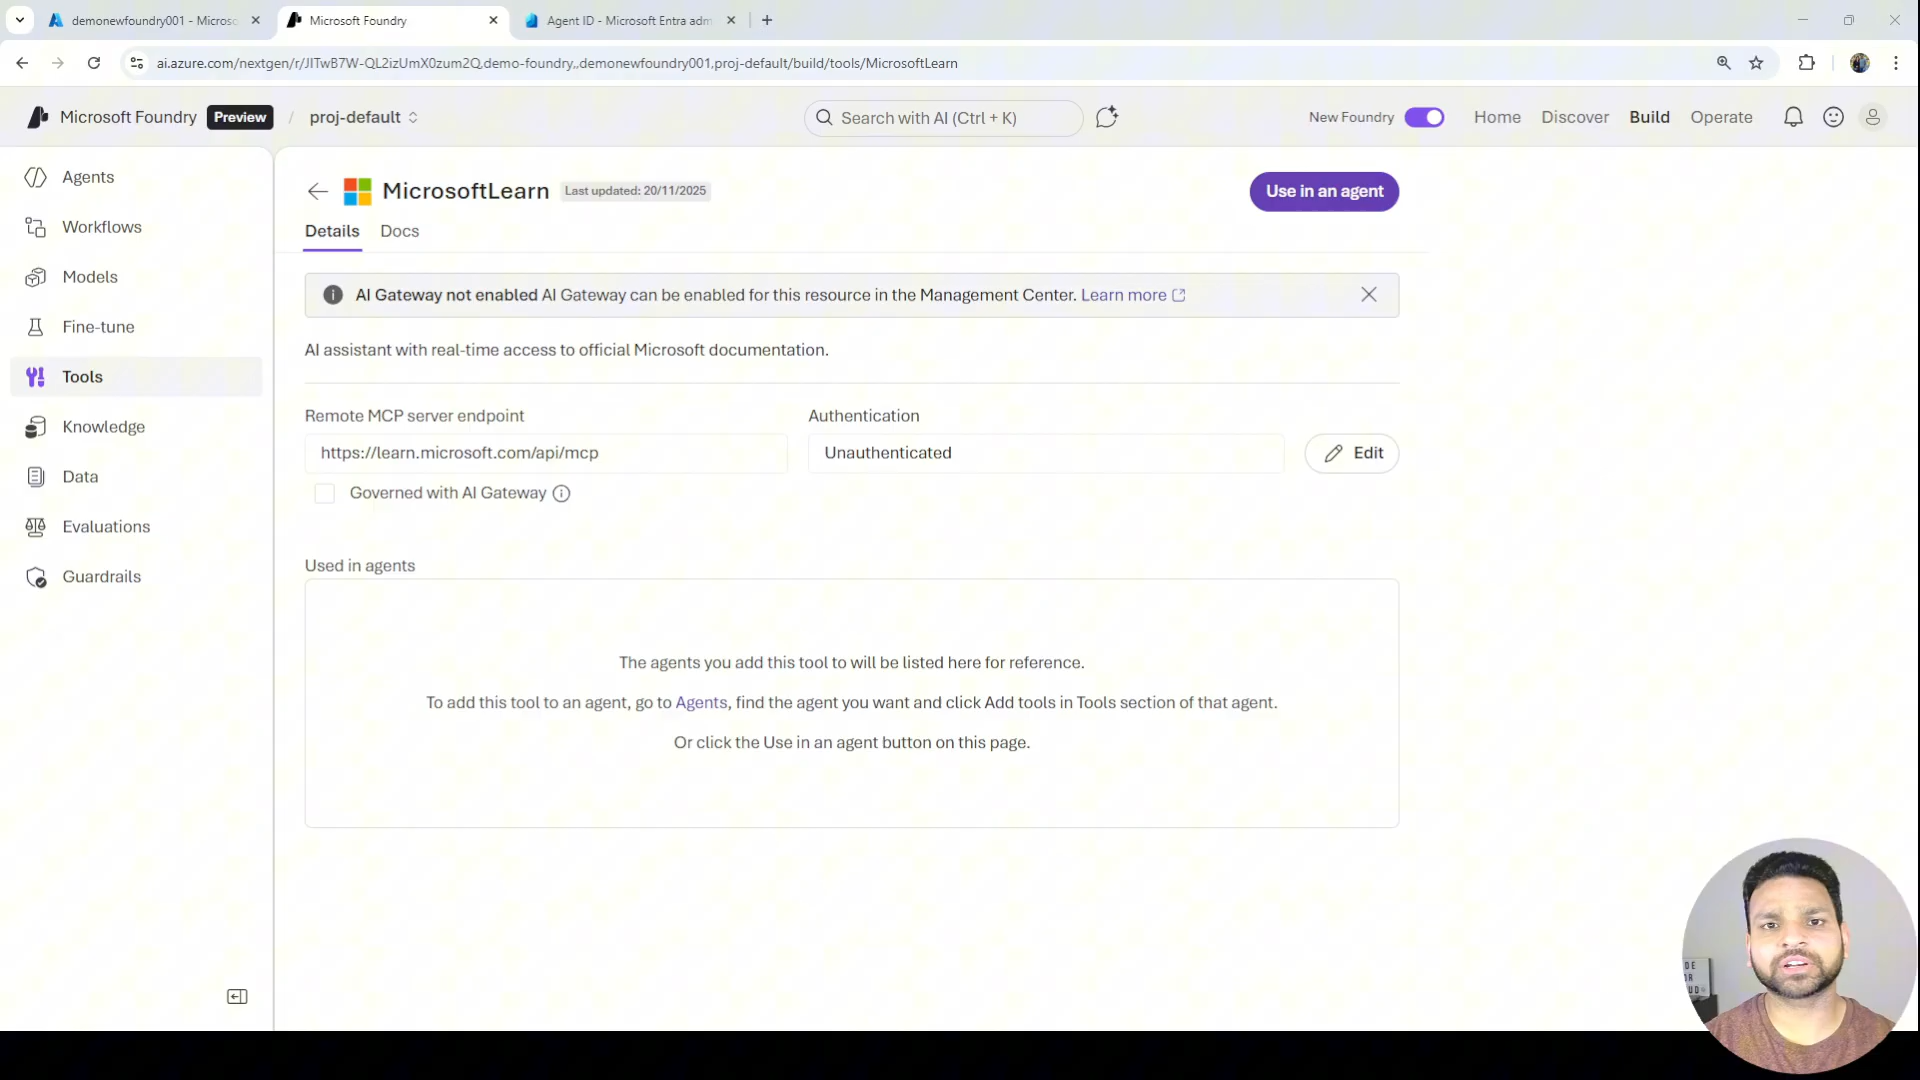 demonewfoundry001 - Microso
Microsoft Foundry
Agent ID - Microsoft Entra adm
ai.azure.com/nextgen/r/JITwB7W-QL2izUmX0zum2Q,demo-foundry,,demonewfoundry001,proj-default/build/tools/MicrosoftLearn
Microsoft Foundry Preview / proj-default
Search with AI (Ctrl + K)
New Foundry
Home
Discover
Build
Operate
Agents
Workflows
Models
Fine-tune
Tools
Knowledge
Data
Evaluations
Guardrails
MicrosoftLearn
Last updated: 20/11/2025
Use in an agent
Details
Docs
AI Gateway not enabled AI Gateway can be enabled for this resource in the Management Center. Learn more
AI assistant with real-time access to official Microsoft documentation.
Remote MCP server endpoint
Authentication
https://learn.microsoft.com/api/mcp
Unauthenticated
Edit
Governed with AI Gateway
Used in agents
The agents you add this tool to will be listed here for reference.
To add this tool to an agent, go to Agents, find the agent you want and click Add tools in Tools section of that agent.
Or click the Use in an agent button on this page.